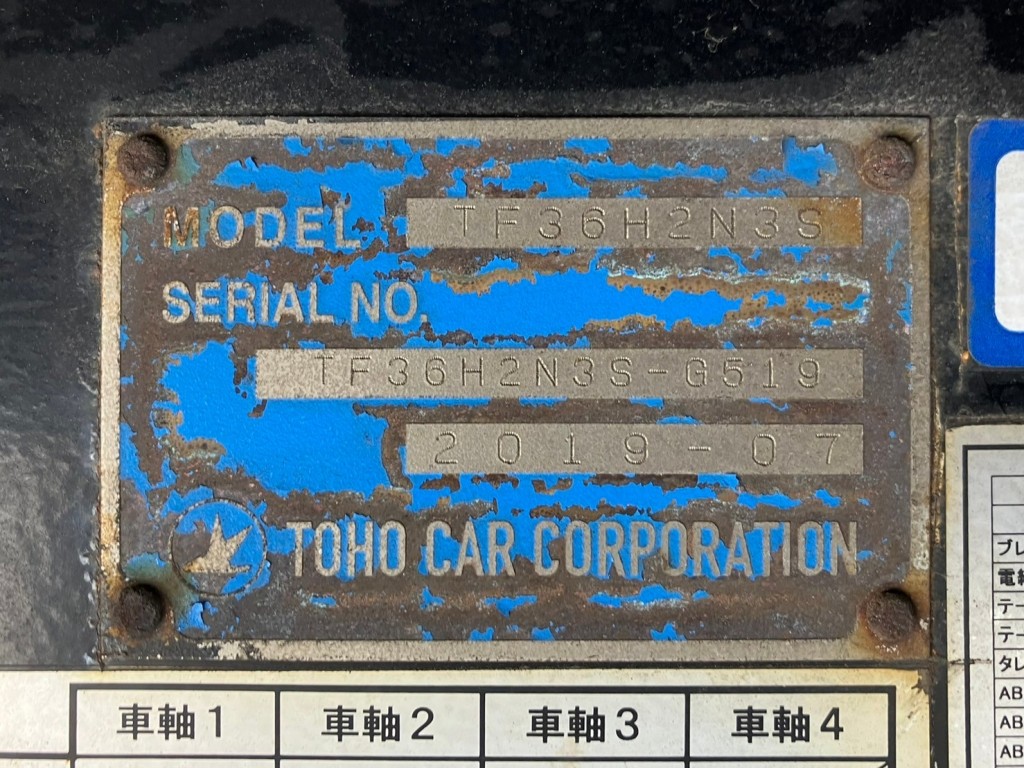 MODEL TF36H2N3S
SERIAL NO.
TF36H2N3S-G519
2019-07
TOHO CAR CORPORATION
車軸1 車軸2 車軸3 車軸4
ブレ
電線
テー
テー
タレ
AB
AB
AB